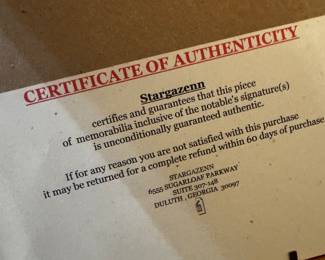 CERTIFICATE OF AUTHENTICITY
Stargazenn
certifies and guarantees that this piece
of memorabilia inclusive of the notable's signature(s)
is unconditionally guaranteed authentic.
If for any reason you are not satisfied with this purchase
it may be returned for a complete refund within 60 days of purchase
STARGAZENN
6555 SUGARLOAF PARKWAY
SUITE 307-148
DULUTH, GEORGIA 30097